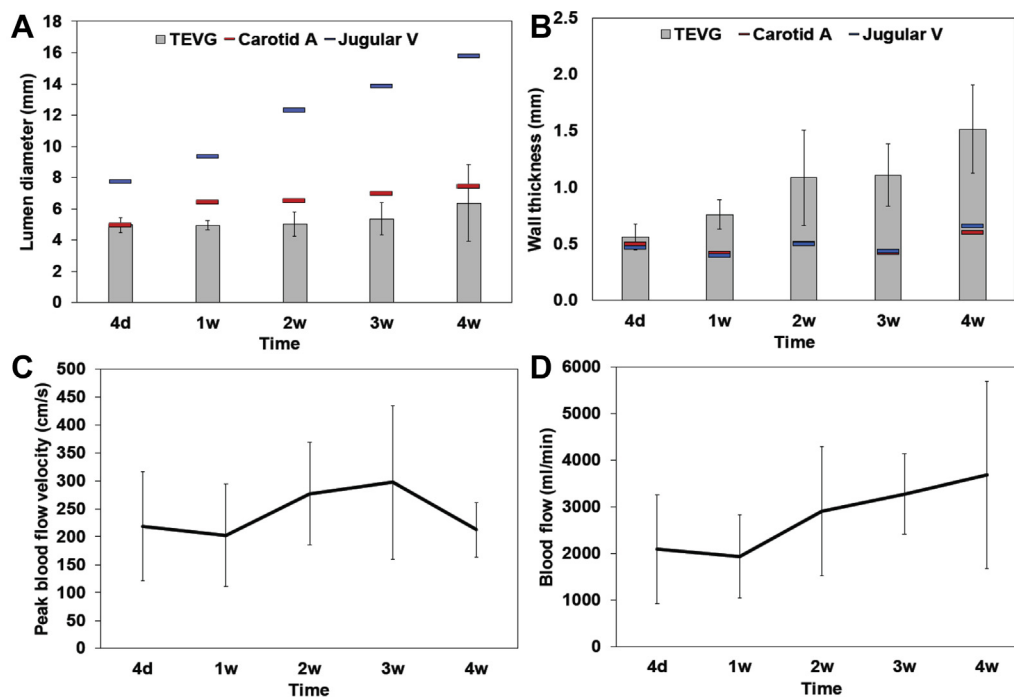 A
TEVG Carotid A Jugular V
Lumen diameter (mm)
18
16
14
12
10
8
6
4
2
0
4d 1w 2w 3w 4w
Time
B
TEVG Carotid A Jugular V
Wall thickness (mm)
2.5
2.0
1.5
1.0
0.5
0.0
4d 1w 2w 3w 4w
Time
C
Peak blood flow velocity (cm/s)
500
450
400
350
300
250
200
150
100
50
0
4d 1w 2w 3w 4w
Time
D
Blood flow (ml/min)
6000
5000
4000
3000
2000
1000
0
4d 1w 2w 3w 4w
Time